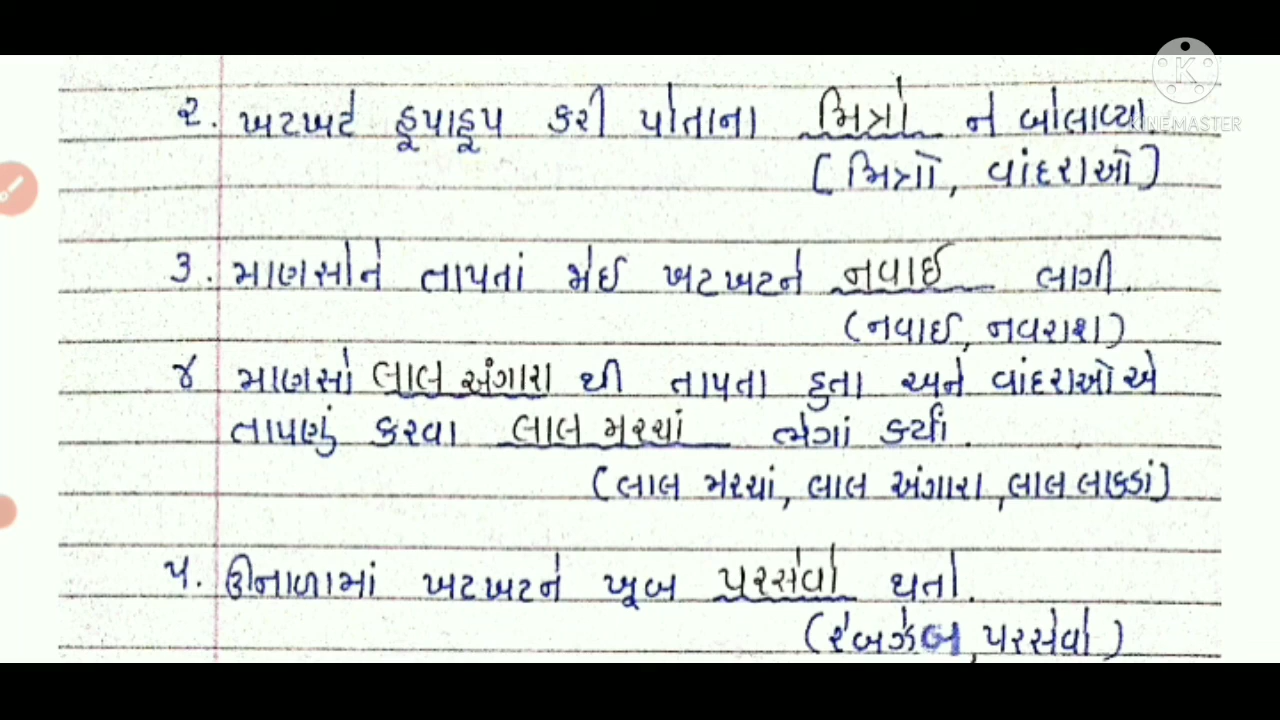 ૨. ખટખટે હૂપાહૂપ કરી પોતાના મિત્રો ને બોલાવ્યા.
[મિત્રો, વાંદરાઓ]
૩. માણસોને તાપતાં જોઈ ખટખટને નવાઈ લાગી.
(નવાઈ, નવરાશ)
૪ માણસો લાલ અંગારા થી તાપતા હતા અને વાંદરાઓએ
તાપણું કરવા લાલ મરચાં ભેગાં કર્યાં.
(લાલ મરચાં, લાલ અંગારા, લાલ લાકડાં)
૫. ઊનાળામાં ખટખટને ખૂબ પરસેવો થતો.
(રેબઝેબ, પરસેવો)
KINEMASTER